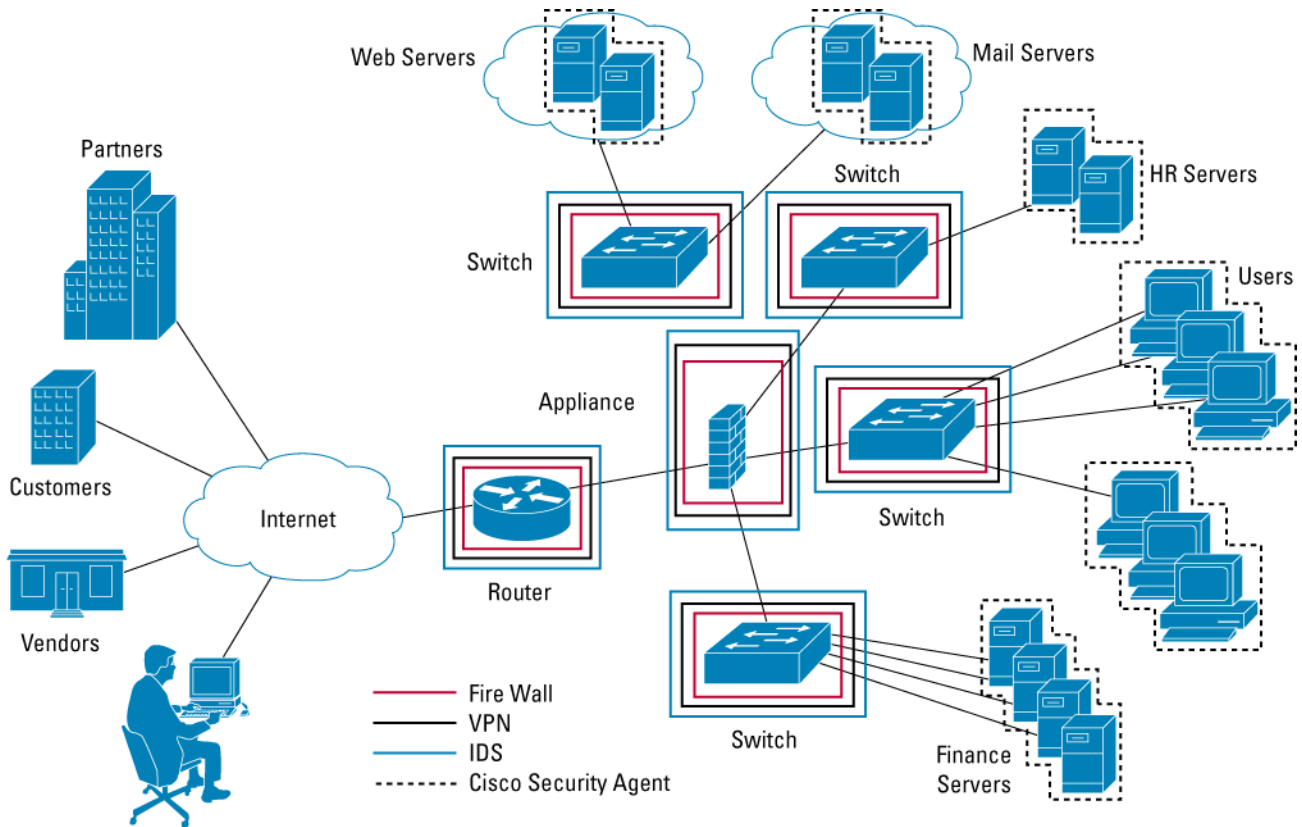 Web Servers
Mail Servers
Partners
Switch
HR Servers
Switch
Users
Appliance
Customers
Internet
Switch
Router
Vendors
Fire Wall
VPN
IDS
Cisco Security Agent
Switch
Finance
Servers